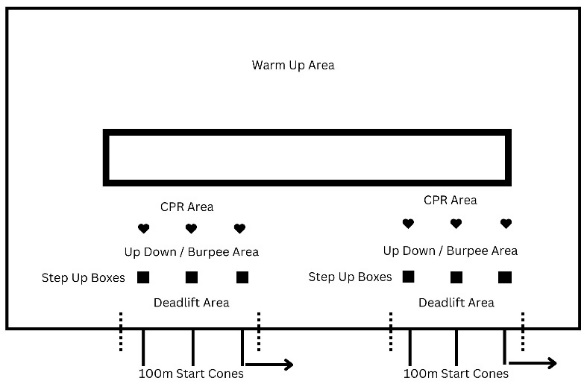 Warm Up Area
CPR Area
Up Down / Burpee Area
Step Up Boxes
Deadlift Area
100m Start Cones
CPR Area
Up Down / Burpee Area
Step Up Boxes
Deadlift Area
100m Start Cones